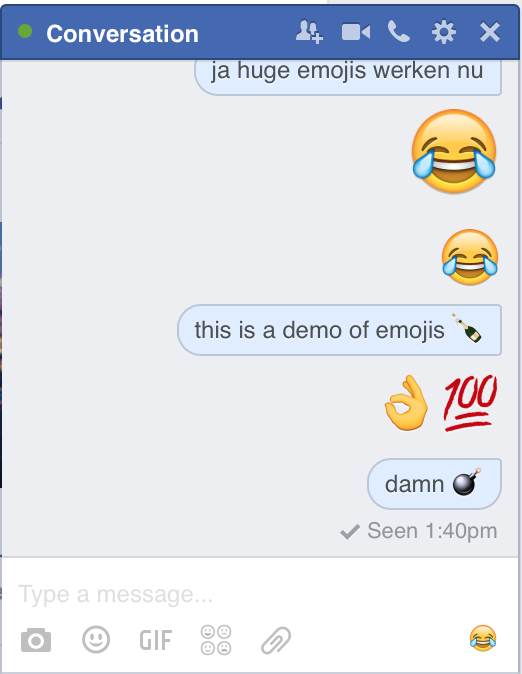 Conversation
ja huge emojis werken nu
😂
😂
this is a demo of emojis 🍾
👌 💯
damn 💣
✓ Seen 1:40pm
Type a message...
GIF